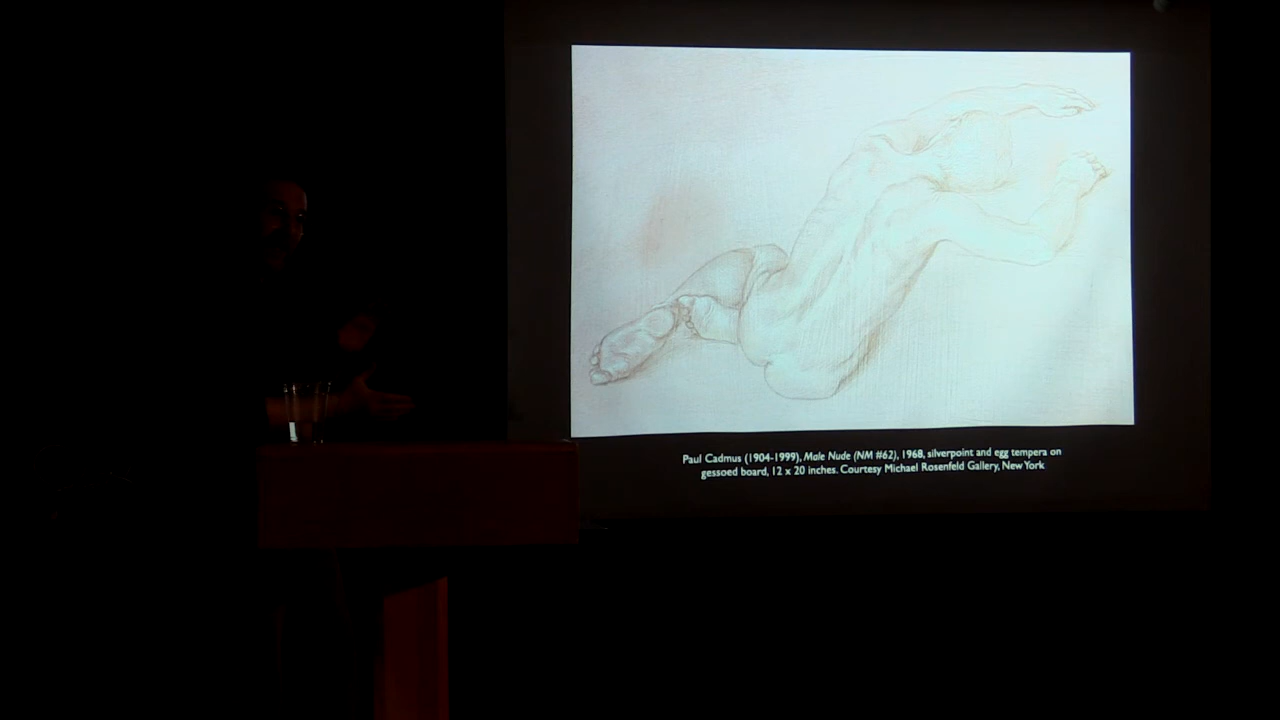 Paul Cadmus (1904-1999), Male Nude (NM #62), 1968, silverpoint and egg tempera on
gessoed board, 12 x 20 inches. Courtesy Michael Rosenfeld Gallery, New York